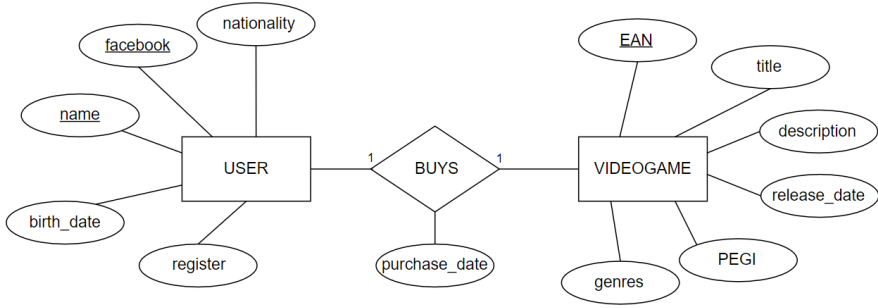 nationality
facebook
EAN
title
name
description
1
1
USER
BUYS
VIDEOGAME
release_date
birth_date
register
purchase_date
PEGI
genres